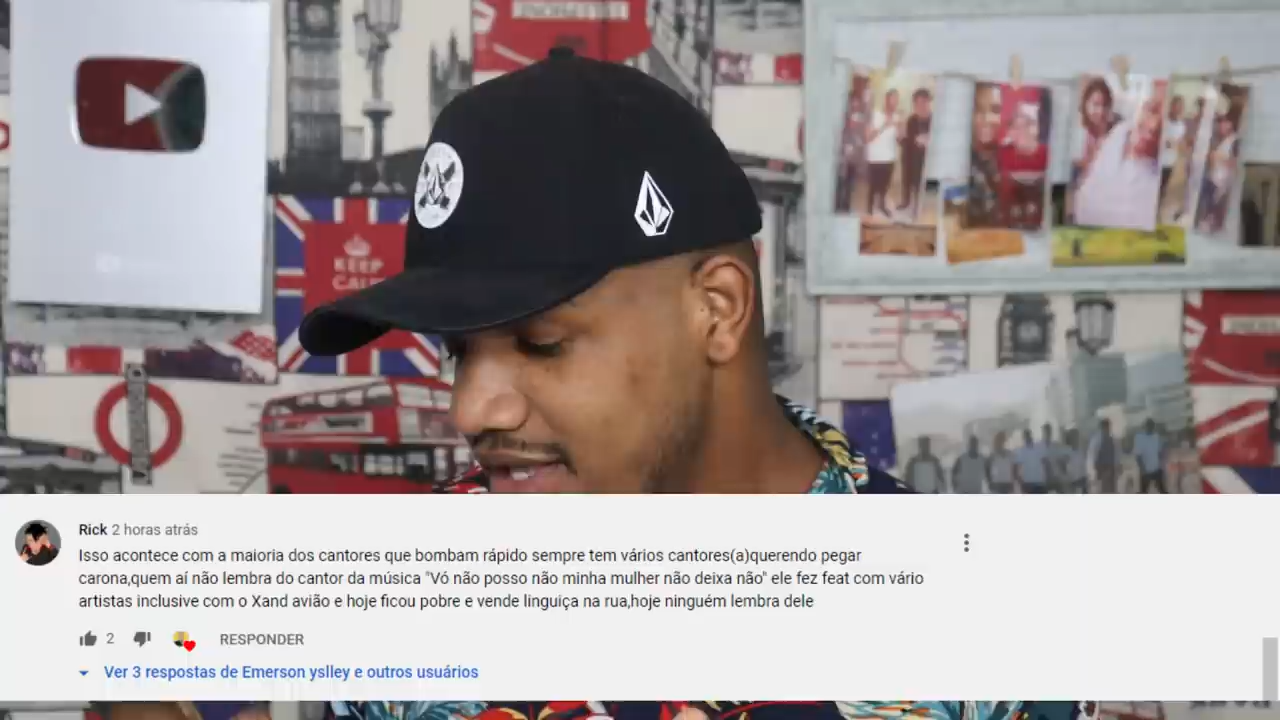 KEEP
Rick 2 horas atrás
Isso acontece com a maioria dos cantores que bombam rápido sempre tem vários cantores(a)querendo pegar
carona,quem aí não lembra do cantor da música "Vó não posso não minha mulher não deixa não" ele fez feat com vário
artistas inclusive com o Xand avião e hoje ficou pobre e vende linguiça na rua,hoje ninguém lembra dele
2 RESPONDER
Ver 3 respostas de Emerson yslley e outros usuários